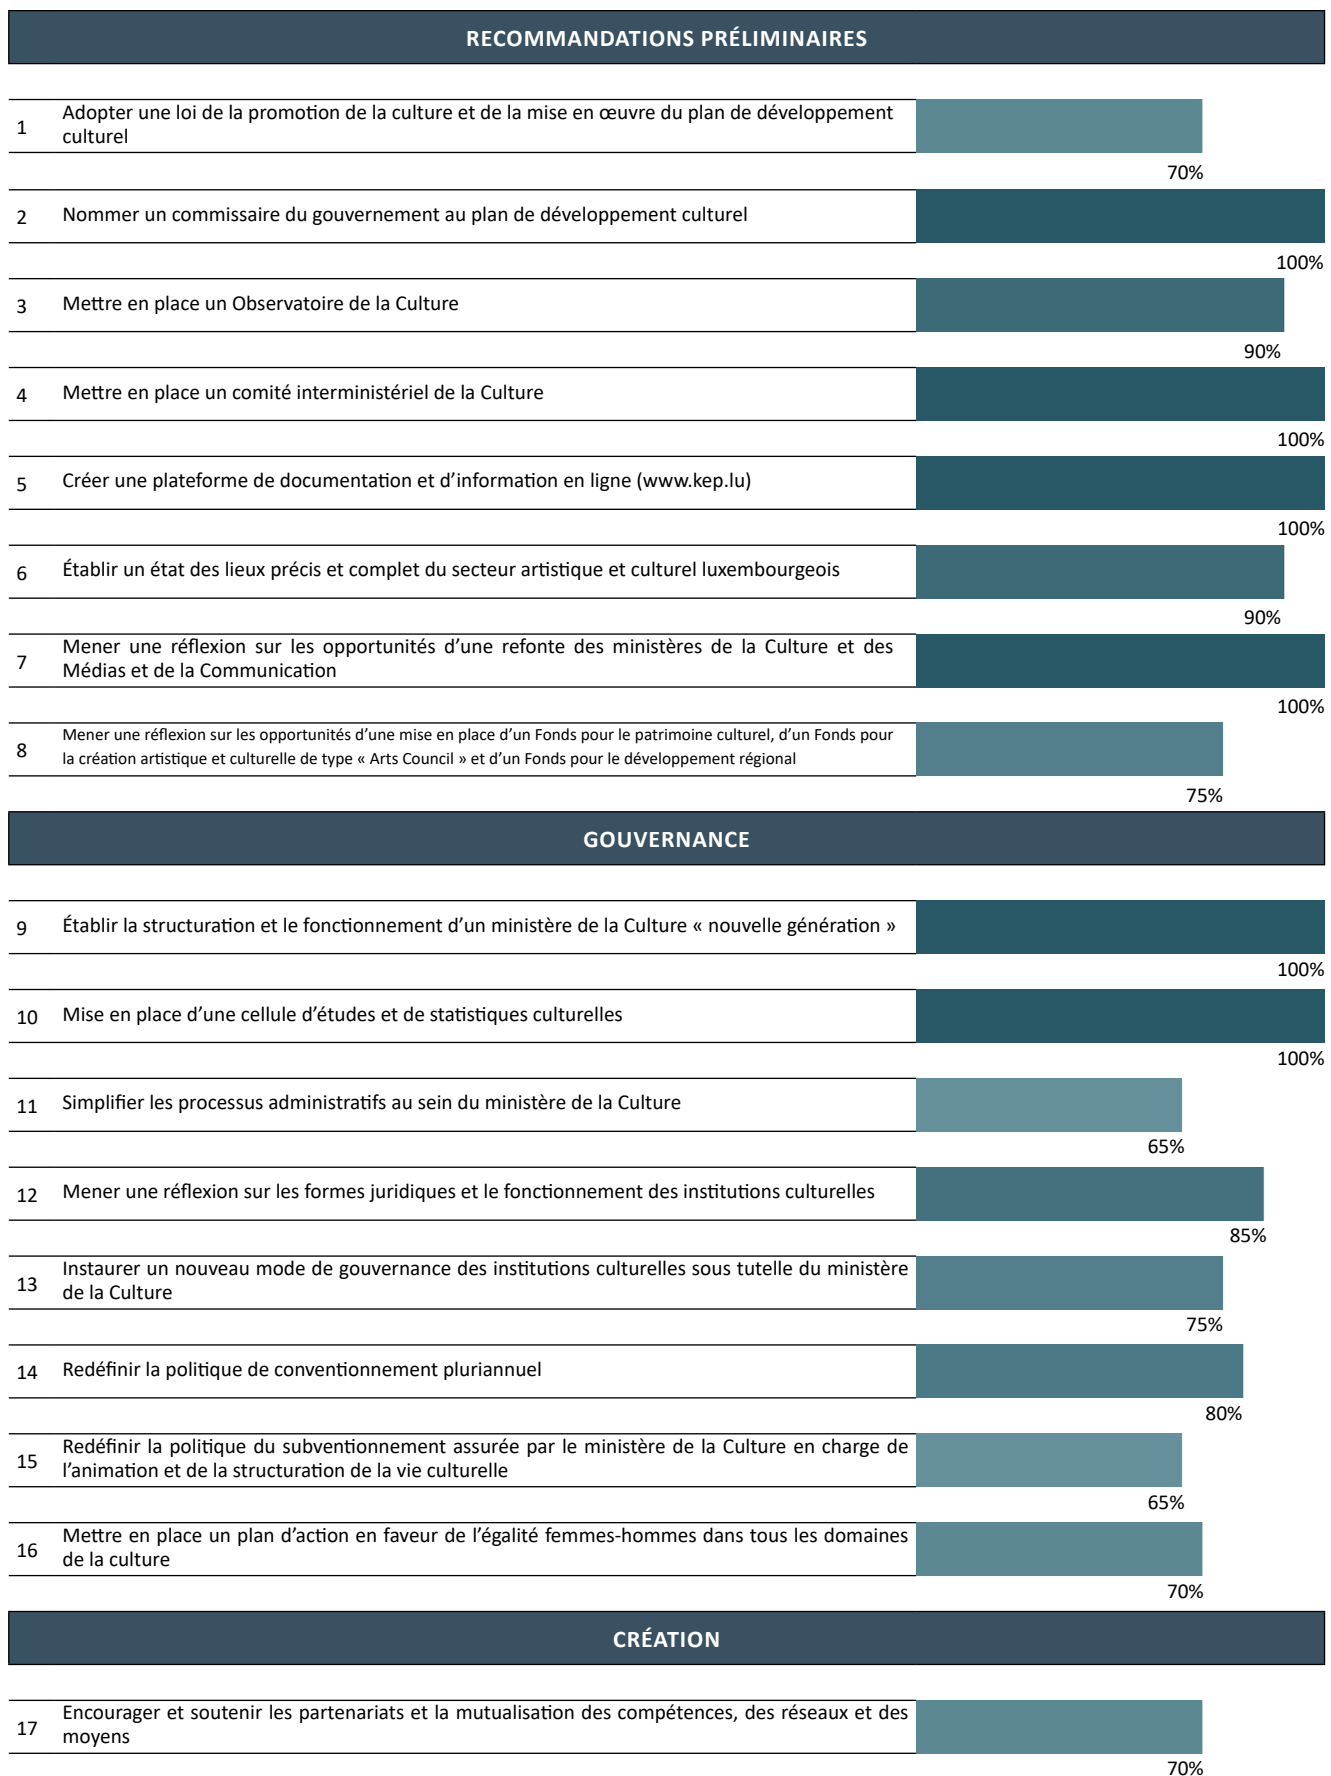 RECOMMANDATIONS PRÉLIMINAIRES
1
Adopter une loi de la promotion de la culture et de la mise en œuvre du plan de développement
culturel
70%
2
Nommer un commissaire du gouvernement au plan de développement culturel
100%
3
Mettre en place un Observatoire de la Culture
90%
4
Mettre en place un comité interministériel de la Culture
100%
5
Créer une plateforme de documentation et d’information en ligne (www.kep.lu)
100%
6
Établir un état des lieux précis et complet du secteur artistique et culturel luxembourgeois
90%
7
Mener une réflexion sur les opportunités d’une refonte des ministères de la Culture et des
Médias et de la Communication
100%
8
Mener une réflexion sur les opportunités d’une mise en place d’un Fonds pour le patrimoine culturel, d’un Fonds pour
la création artistique et culturelle de type « Arts Council » et d’un Fonds pour le développement régional
75%
GOUVERNANCE
9
Établir la structuration et le fonctionnement d’un ministère de la Culture « nouvelle génération »
100%
10
Mise en place d’une cellule d’études et de statistiques culturelles
100%
11
Simplifier les processus administratifs au sein du ministère de la Culture
65%
12
Mener une réflexion sur les formes juridiques et le fonctionnement des institutions culturelles
85%
13
Instaurer un nouveau mode de gouvernance des institutions culturelles sous tutelle du ministère
de la Culture
75%
14
Redéfinir la politique de conventionnement pluriannuel
80%
15
Redéfinir la politique du subventionnement assurée par le ministère de la Culture en charge de
l’animation et de la structuration de la vie culturelle
65%
16
Mettre en place un plan d’action en faveur de l’égalité femmes-hommes dans tous les domaines
de la culture
70%
CRÉATION
17
Encourager et soutenir les partenariats et la mutualisation des compétences, des réseaux et des
moyens
70%